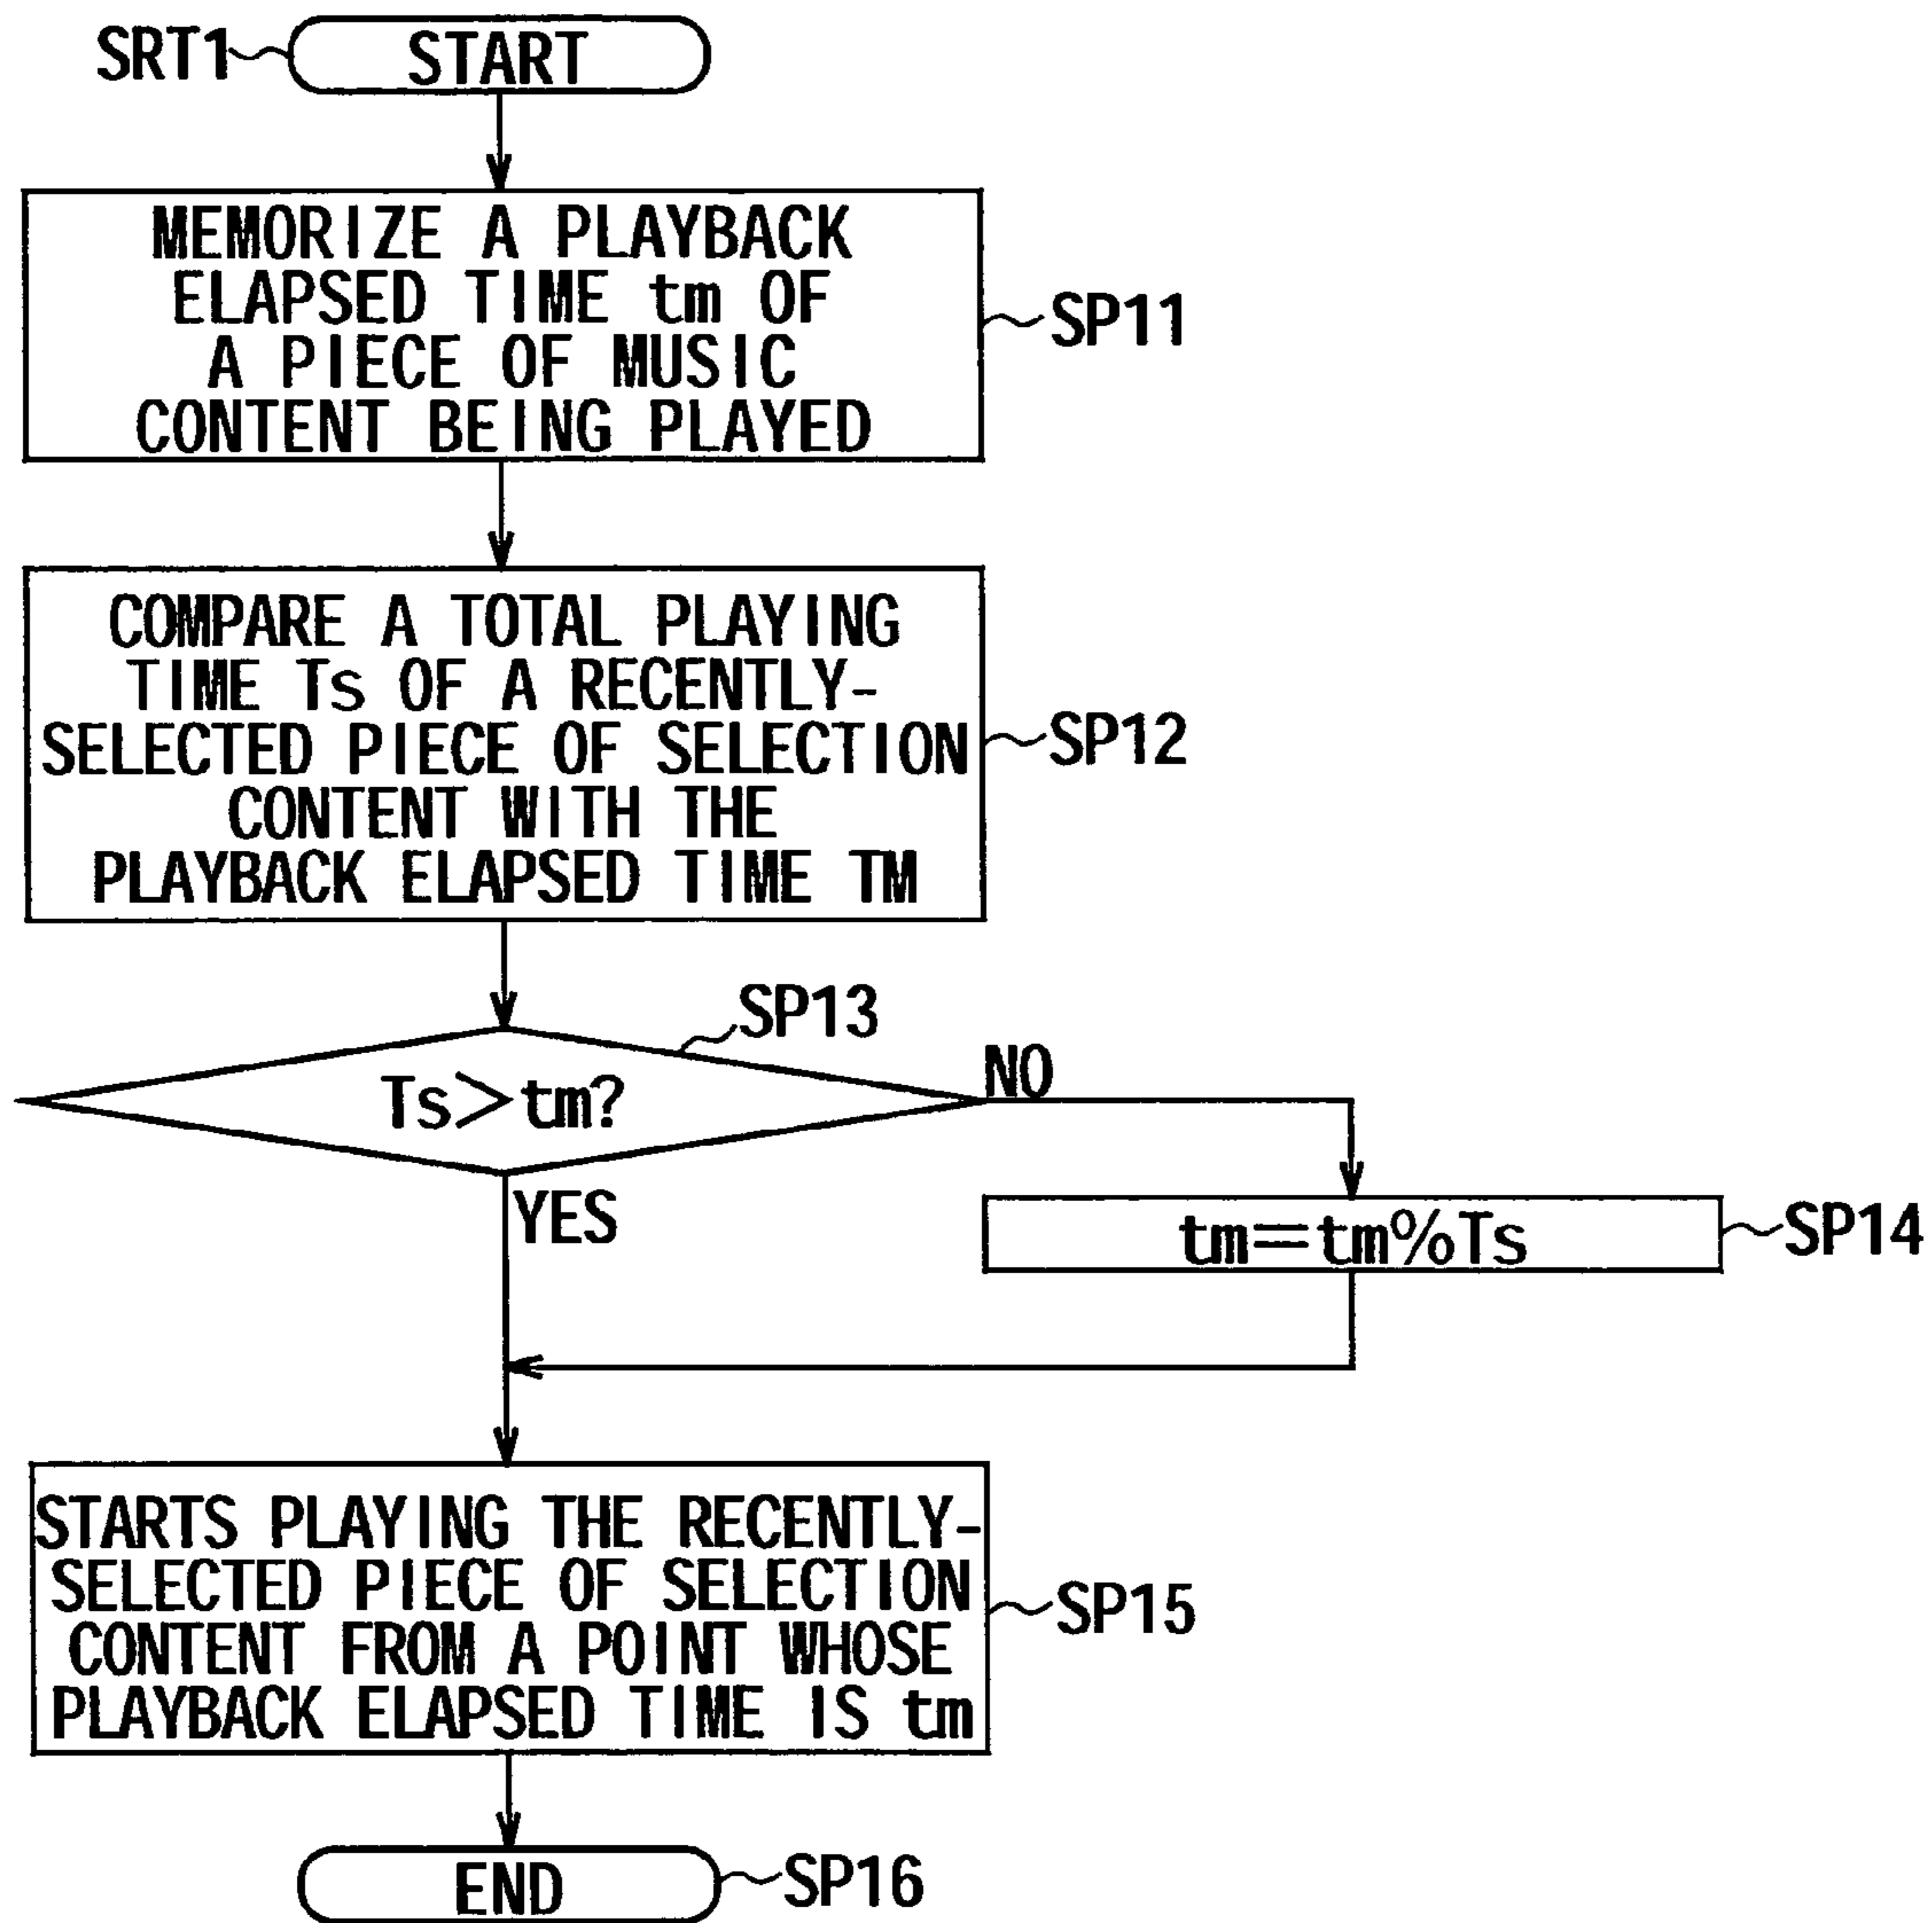 SRT1
START
MEMORIZE A PLAYBACK
ELAPSED TIME tm OF
A PIECE OF MUSIC
CONTENT BEING PLAYED
SP11
COMPARE A TOTAL PLAYING
TIME Ts OF A RECENTLY-
SELECTED PIECE OF SELECTION
CONTENT WITH THE
PLAYBACK ELAPSED TIME TM
SP12
SP13
Ts>tm?
NO
YES
tm=tm%Ts
SP14
STARTS PLAYING THE RECENTLY-
SELECTED PIECE OF SELECTION
CONTENT FROM A POINT WHOSE
PLAYBACK ELAPSED TIME IS tm
SP15
END
SP16